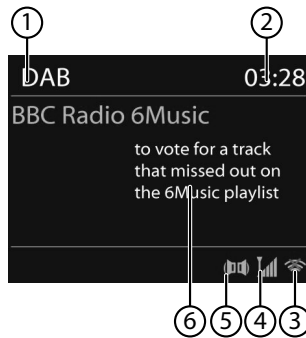 1 2
DAB 03:28
BBC Radio 6Music
to vote for a track
that missed out on
the 6Music playlist
6 5 4 3